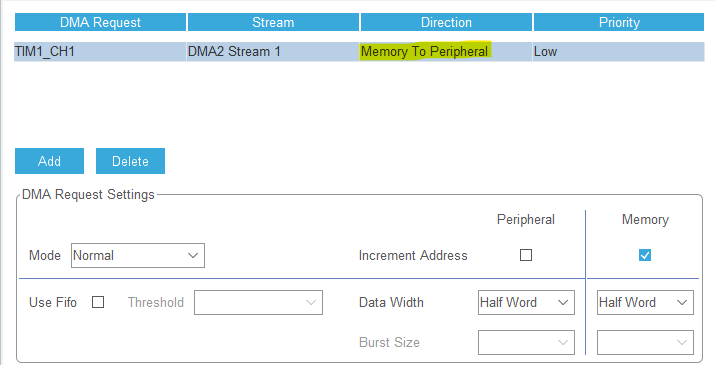 DMA Request Stream Direction Priority
TIM1_CH1 DMA2 Stream 1 Memory To Peripheral Low
Add Delete
DMA Request Settings
Peripheral Memory
Mode Normal Increment Address
Use Fifo Threshold Data Width Half Word Half Word
Burst Size